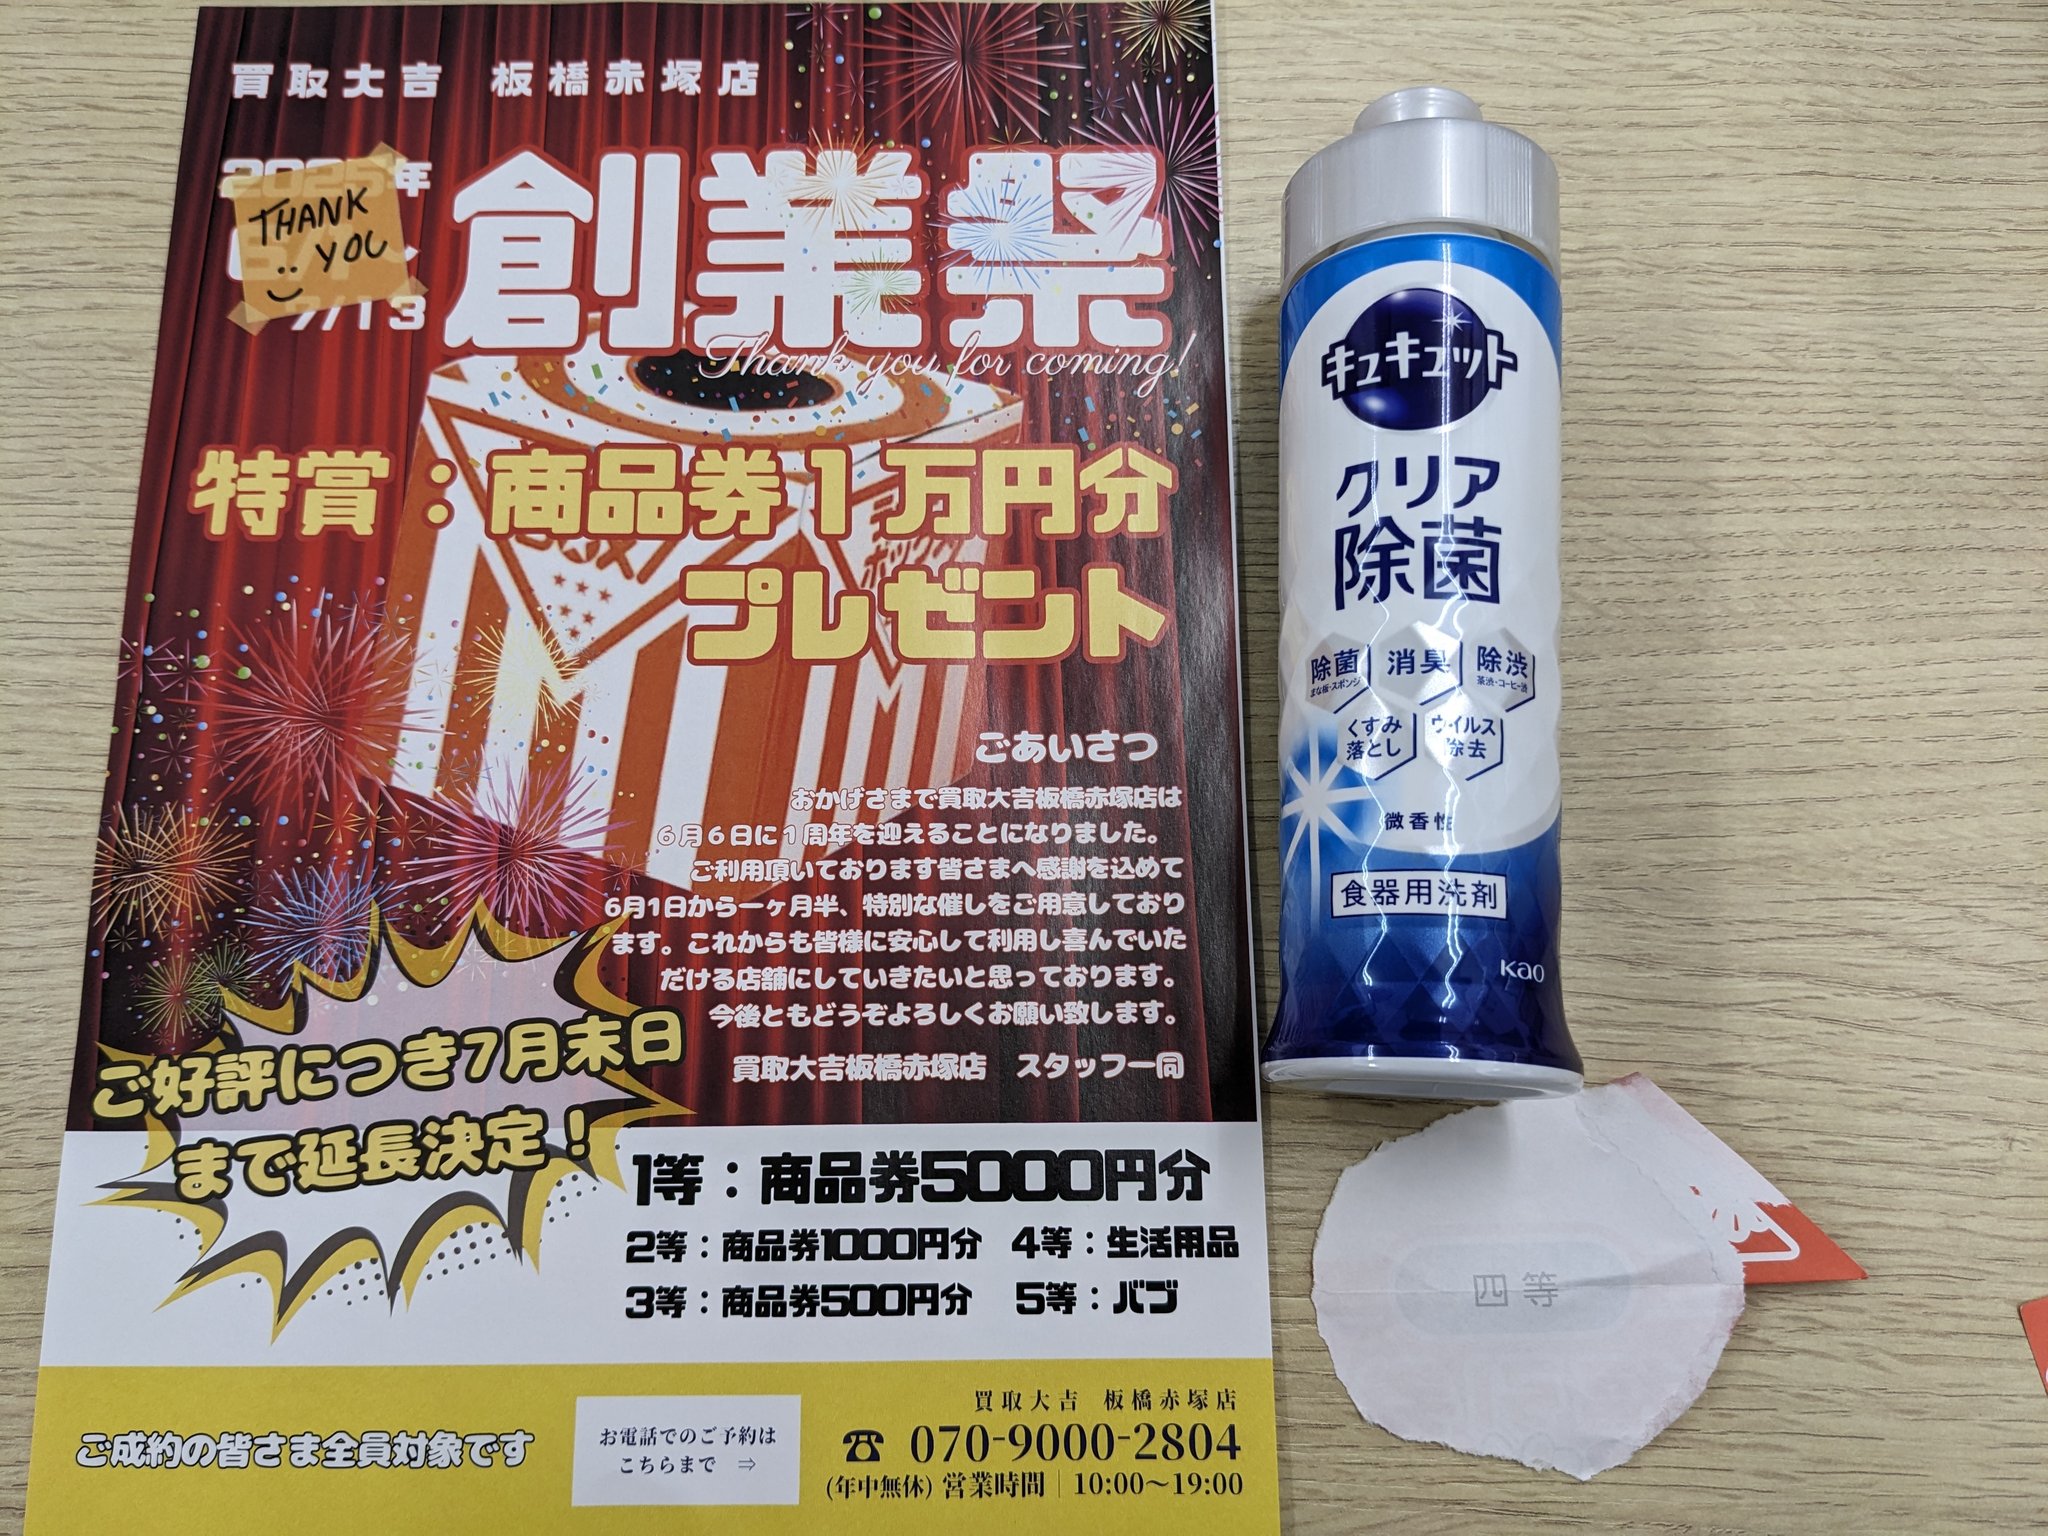 買取大吉 板橋赤塚店
2025年
THANK
YOU
7/13
創業祭
Thank you for coming!
特賞：商品券1万円分
プレゼント
ごあいさつ
おかげさまで買取大吉板橋赤塚店は
6月6日に1周年を迎えることになりました。
ご利用頂いております皆さまへ感謝を込めて
6月1日から一ヶ月半、特別な催しをご用意しており
ます。これからも皆様に安心して利用し喜んでいた
だける店舗にしていきたいと思っております。
今後ともどうぞよろしくお願い致します。
買取大吉板橋赤塚店 スタッフ一同
ご好評につき7月末日
まで延長決定！
1等：商品券5000円分
2等：商品券1000円分 4等：生活用品
3等：商品券500円分 5等：バブ
ご成約の皆さま全員対象です
お電話でのご予約は
こちらまで ⇒
買取大吉 板橋赤塚店
☎ 070-9000-2804
(年中無休) 営業時間｜10:00～19:00
キュキュット
クリア
除菌
除菌 消臭 除渋
まな板・スポンジ 茶渋・コーヒー渋
くすみ ウイルス
落とし 除去
微香性
食器用洗剤
Kao
四等